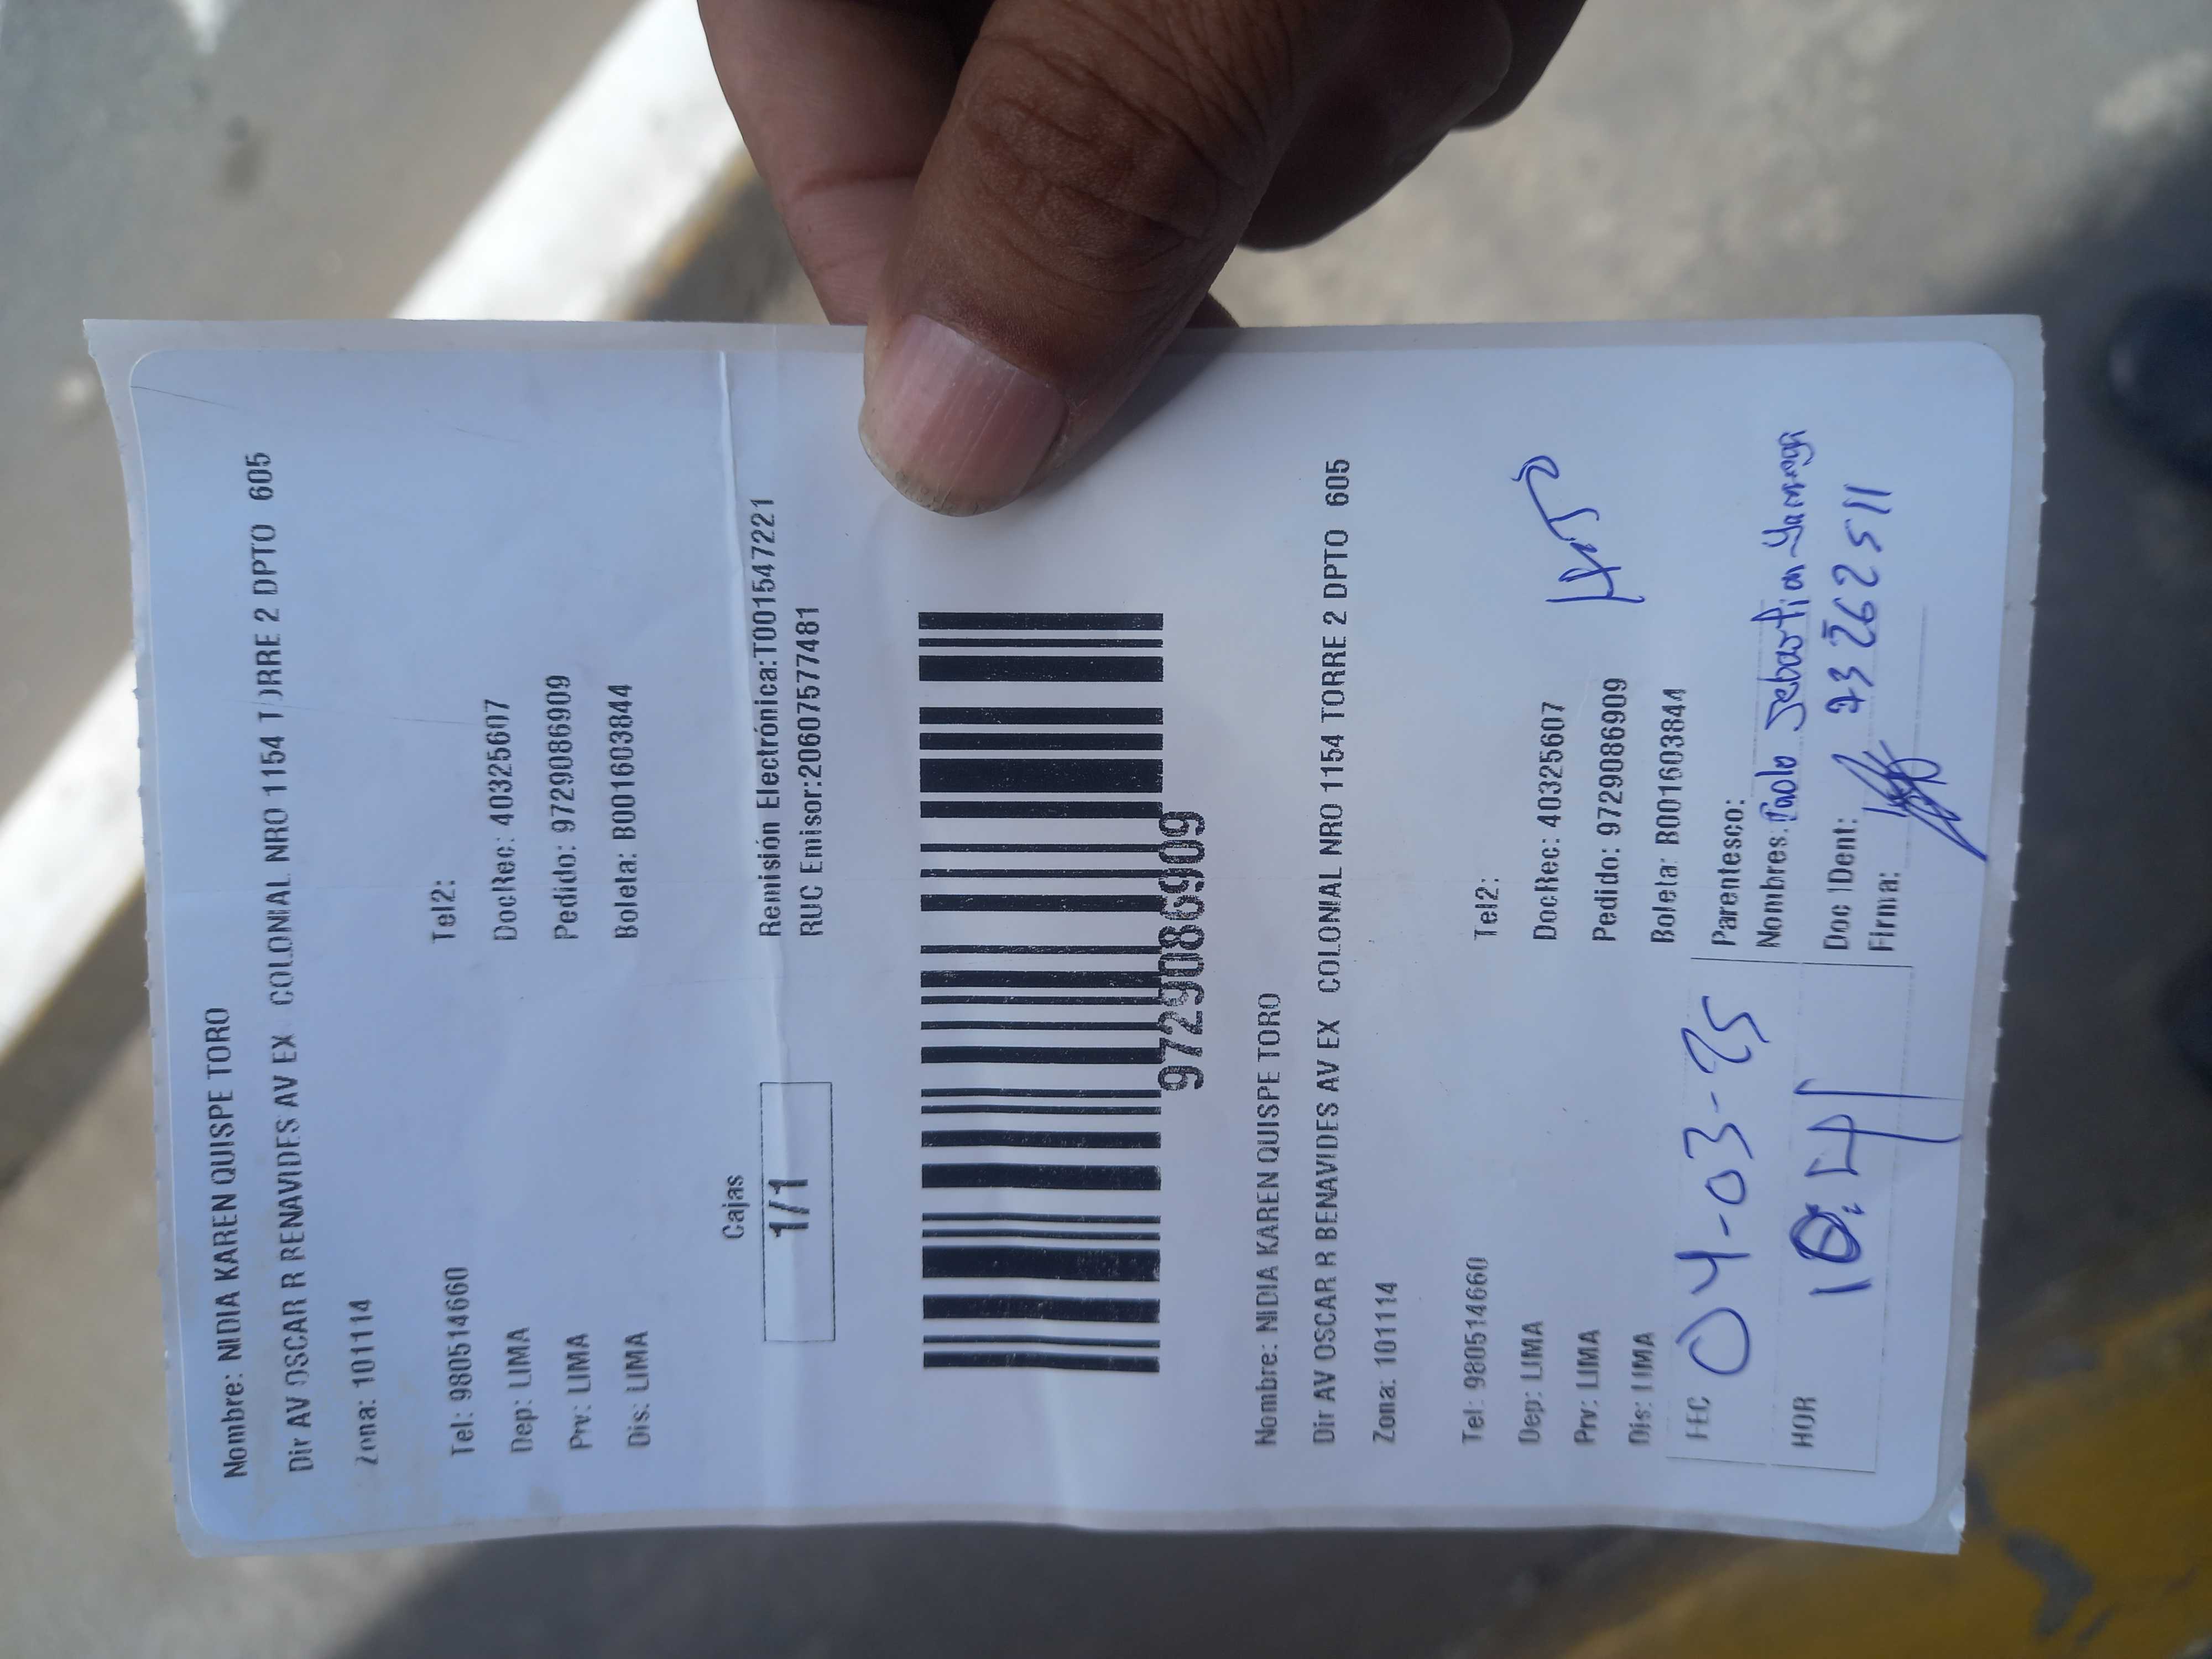 Nombre: NIDIA KAREN QUISPE TORO
Dir AV OSCAR R BENAVIDES AV EX COLONIAL NRO 1154 TORRE 2 DPTO 605
Zona: 101114
Tel: 980514660 Tel2:
Dep: LIMA DocRec: 40325607
Prv: LIMA Pedido: 9729086909
Dis: LIMA Boleta: B001603844
Cajas
1/1
Remisión Electrónica:T001547221
RUC Emisor:20607577481
9729086909
Nombre: NIDIA KAREN QUISPE TORO
Dir AV OSCAR R BENAVIDES AV EX COLONIAL NRO 1154 TORRE 2 DPTO 605
Zona: 101114
Tel: 980514660 Tel2:
Dep: LIMA DocRec: 40325607
Prv: LIMA Pedido: 9729086909
Dis: LIMA Boleta: B001603844
FEC 04-03-25 Parentesco:
Nombres: Paolo Sebastian
HOR 10:41 Doc IDent: 73262511
Firma: